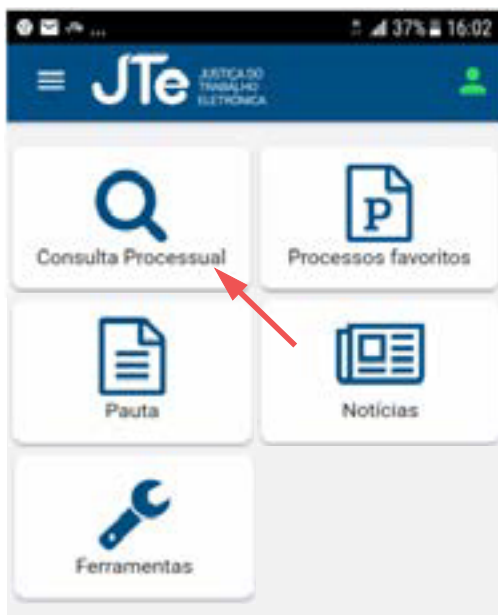 ... 37% 16:02
JTe JUSTIÇA DO
TRABALHO
ELETRÔNICA
Consulta Processual
P
Processos favoritos
Pauta
Notícias
Ferramentas